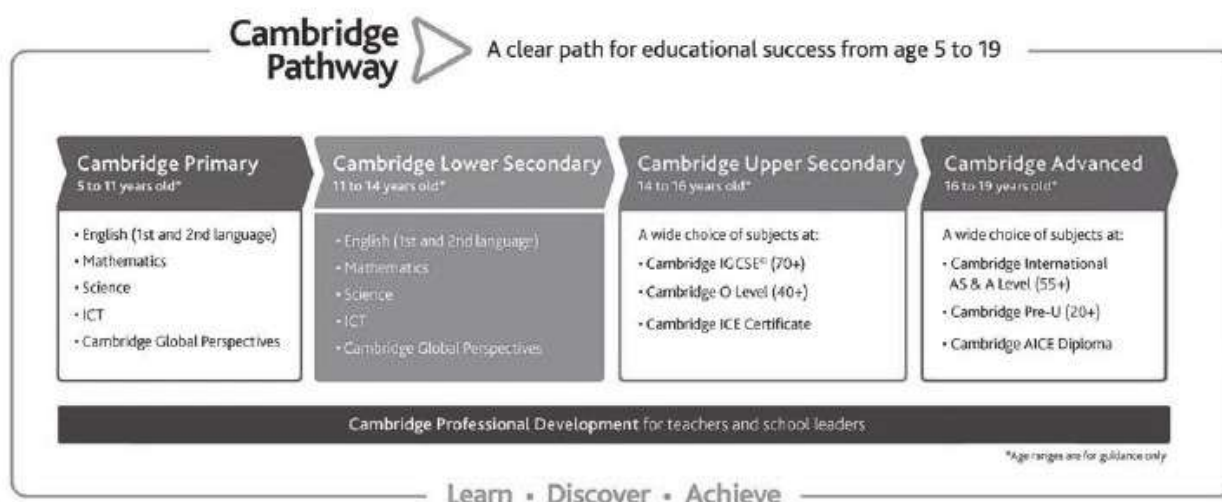 Cambridge
Pathway
A clear path for educational success from age 5 to 19
Cambridge Primary
5 to 11 years old*
• English (1st and 2nd language)
• Mathematics
• Science
• ICT
• Cambridge Global Perspectives
Cambridge Lower Secondary
11 to 14 years old*
• English (1st and 2nd language)
• Mathematics
• Science
• ICT
• Cambridge Global Perspectives
Cambridge Upper Secondary
14 to 16 years old*
A wide choice of subjects at:
• Cambridge IGCSE® (70+)
• Cambridge O Level (40+)
• Cambridge ICE Certificate
Cambridge Advanced
16 to 19 years old*
A wide choice of subjects at:
• Cambridge International
AS & A Level (55+)
• Cambridge Pre-U (20+)
• Cambridge AICE Diploma
Cambridge Professional Development for teachers and school leaders
*Age ranges are for guidance only
Learn • Discover • Achieve